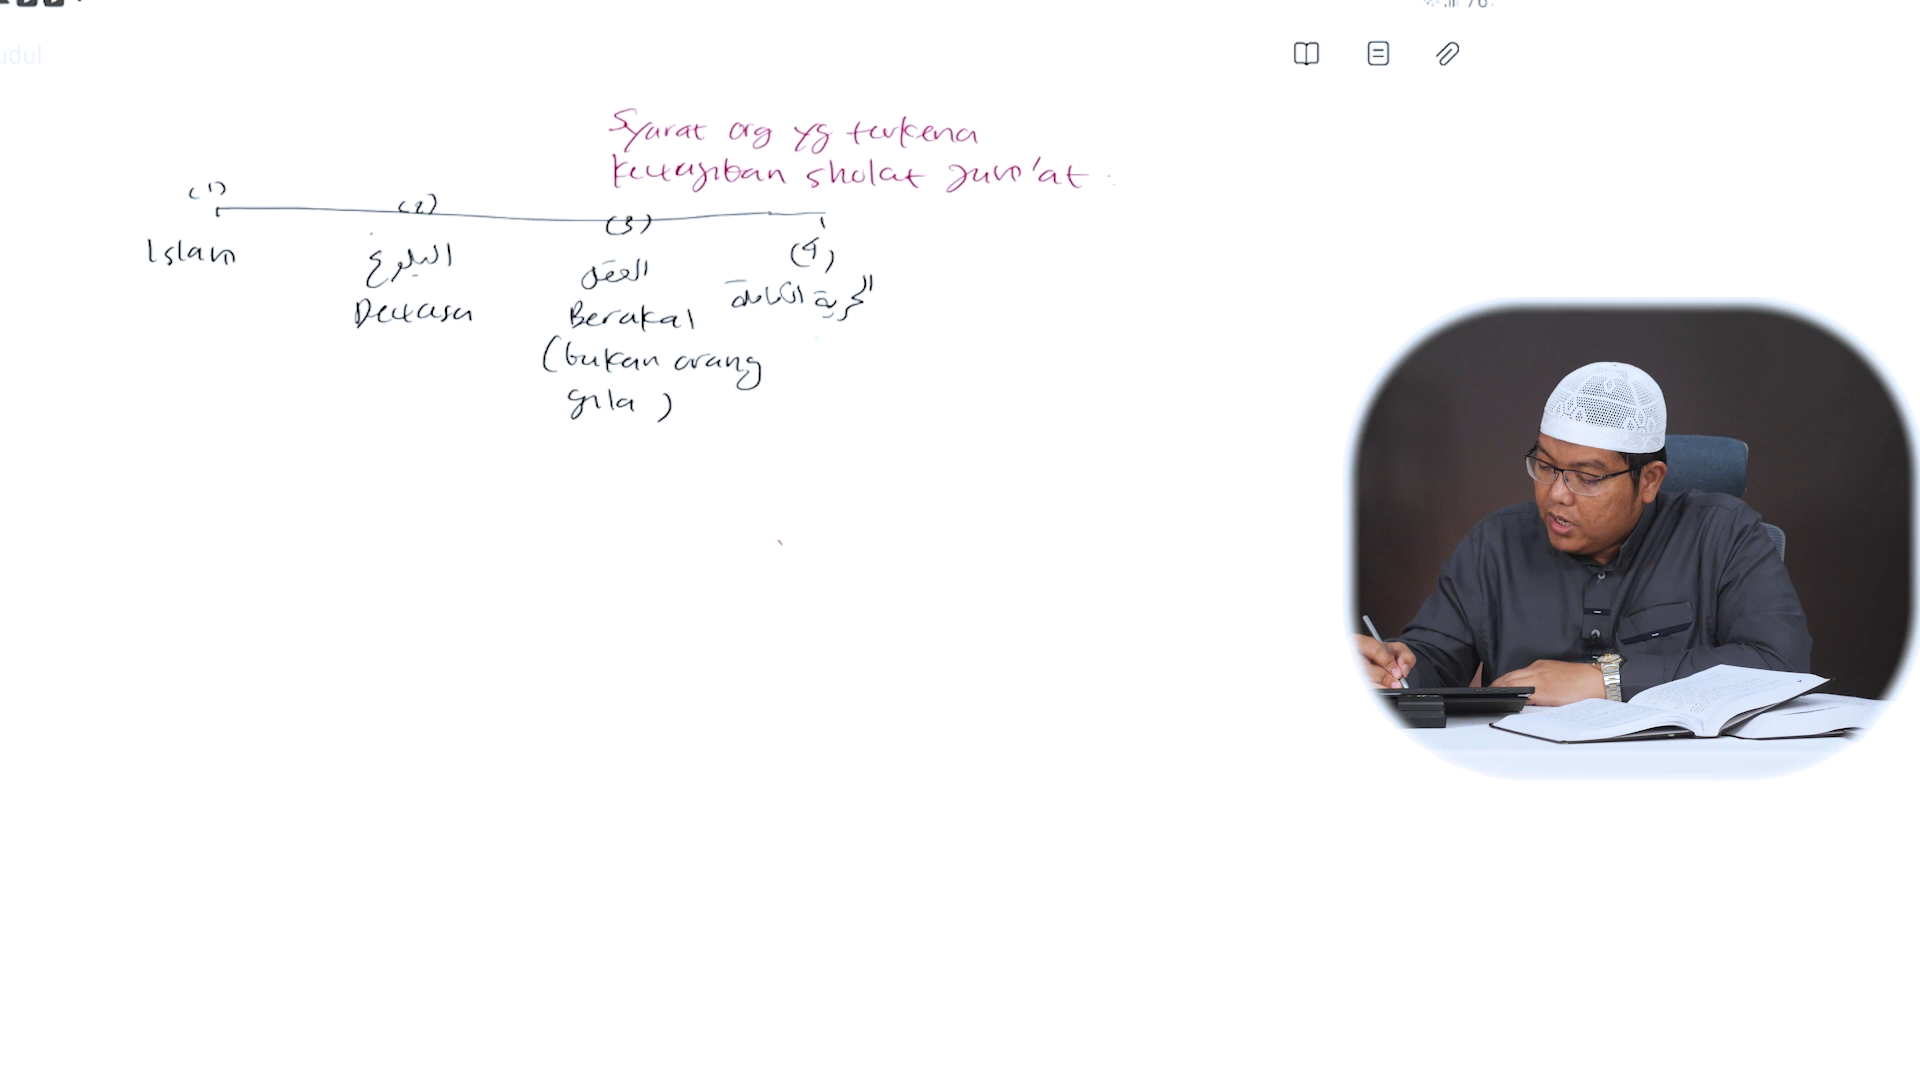 udul
Syarat org yg terkena
kewajiban sholat Jum'at
(1)
Islam
(2)
البلوغ
Dewasa
(3)
العقل
Berakal
(bukan orang
gila)
(4)
الحرية الكاملة